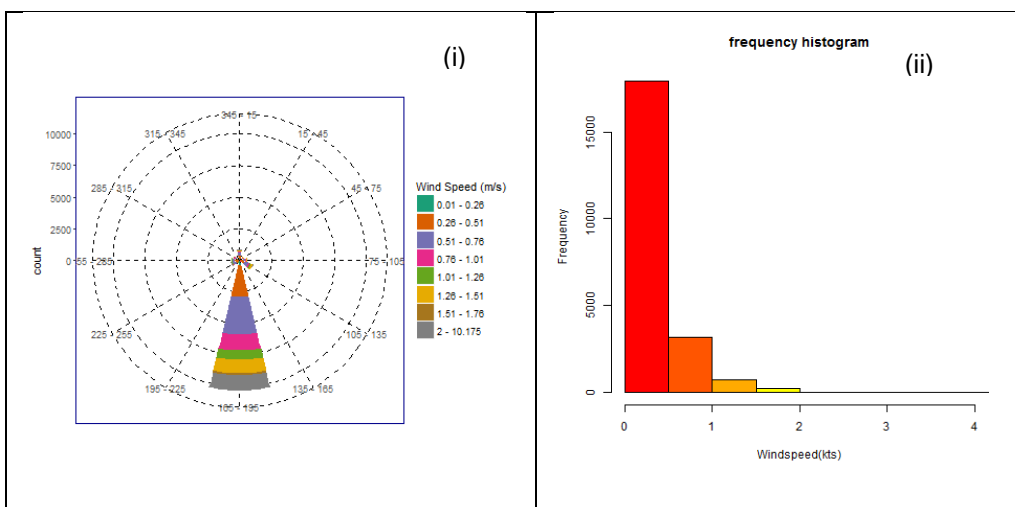 (i)
345 - 15
315 - 345
15 - 45
285 - 315
45 - 75
75 - 105
225 - 255
105 - 135
195 - 225
135 - 165
165 - 195
10000
7500
5000
2500
0
count
Wind Speed (m/s)
0.01 - 0.26
0.26 - 0.51
0.51 - 0.76
0.76 - 1.01
1.01 - 1.26
1.26 - 1.51
1.51 - 1.76
2 - 10.175
frequency histogram
(ii)
Frequency
15000
10000
5000
0
0 1 2 3 4
Windspeed(kts)